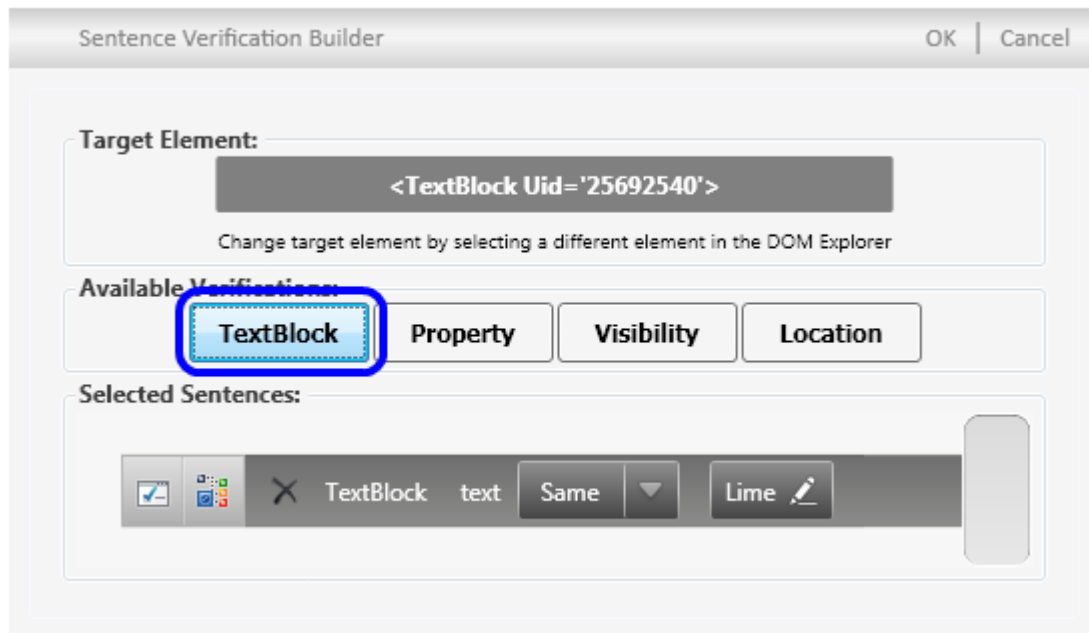 Sentence Verification Builder OK | Cancel
Target Element:
<TextBlock Uid='25692540'>
Change target element by selecting a different element in the DOM Explorer
Available Verifications:
TextBlock Property Visibility Location
Selected Sentences:
TextBlock text Same Lime